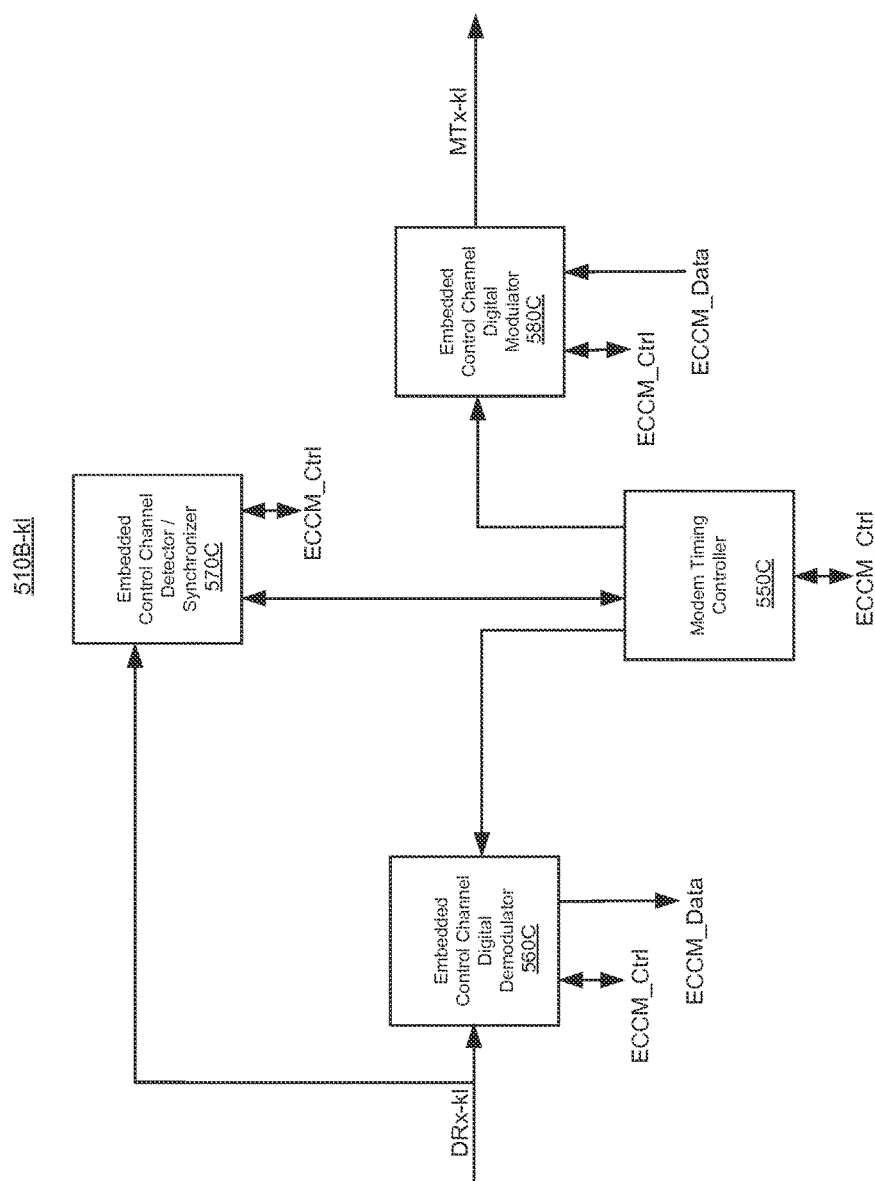 510B-kl
Embedded
Control Channel
Detector /
Synchronizer
570C
ECCM_Ctrl
DRx-kl
Embedded
Control Channel
Digital
Demodulator
560C
ECCM_Ctrl
ECCM_Data
Embedded
Control Channel
Digital
Modulator
580C
MTx-kl
ECCM_Ctrl
ECCM_Data
Modem Timing
Controller
550C
ECCM_Ctrl